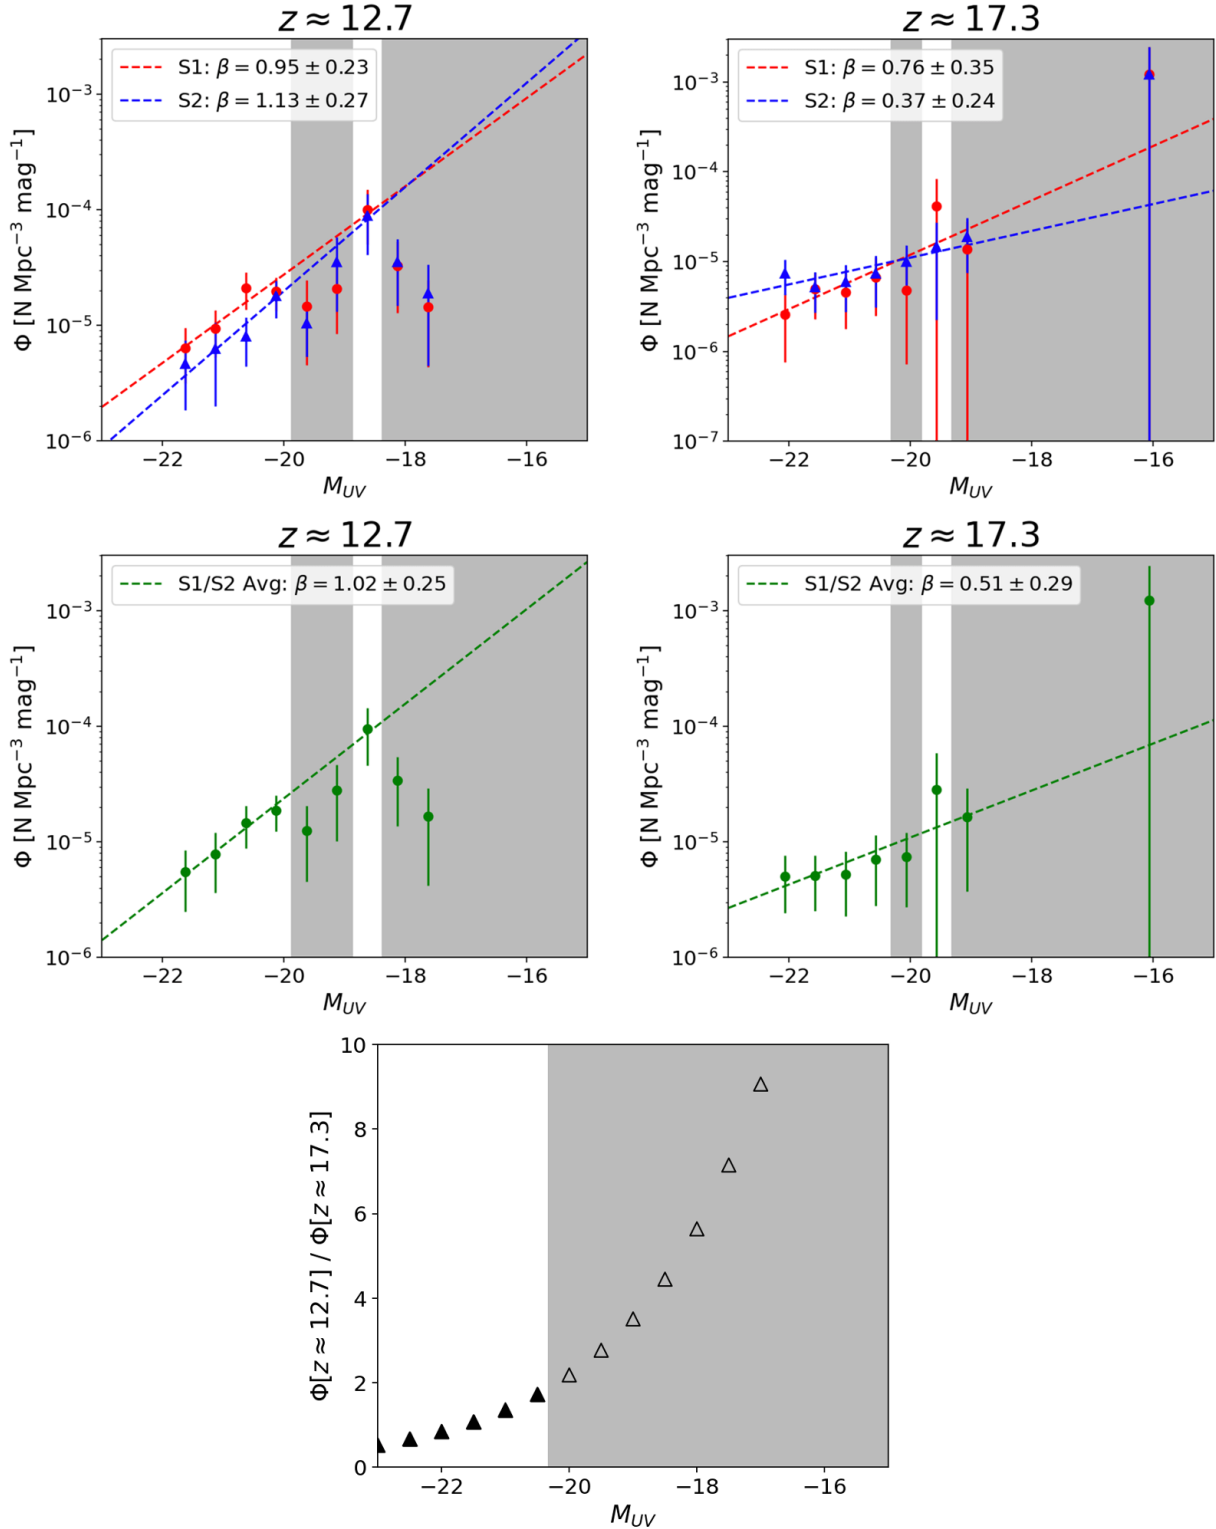 z ≈ 12.7
S1: β = 0.95 ± 0.23
S2: β = 1.13 ± 0.27
10⁻³
10⁻⁴
10⁻⁵
10⁻⁶
Φ [N Mpc⁻³ mag⁻¹]
−22 −20 −18 −16
M_UV
z ≈ 17.3
S1: β = 0.76 ± 0.35
S2: β = 0.37 ± 0.24
10⁻³
10⁻⁴
10⁻⁵
10⁻⁶
10⁻⁷
Φ [N Mpc⁻³ mag⁻¹]
−22 −20 −18 −16
M_UV
z ≈ 12.7
S1/S2 Avg: β = 1.02 ± 0.25
10⁻³
10⁻⁴
10⁻⁵
10⁻⁶
Φ [N Mpc⁻³ mag⁻¹]
−22 −20 −18 −16
M_UV
z ≈ 17.3
S1/S2 Avg: β = 0.51 ± 0.29
10⁻³
10⁻⁴
10⁻⁵
10⁻⁶
Φ [N Mpc⁻³ mag⁻¹]
−22 −20 −18 −16
M_UV
10
8
6
4
2
0
Φ[z ≈ 12.7] / Φ[z ≈ 17.3]
−22 −20 −18 −16
M_UV